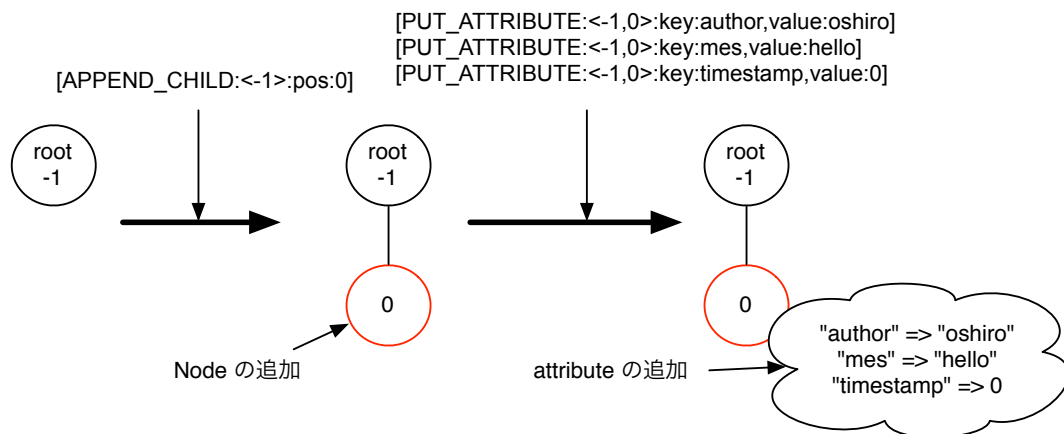 [PUT_ATTRIBUTE:<-1,0>:key:author,value:oshiro]
[PUT_ATTRIBUTE:<-1,0>:key:mes,value:hello]
[PUT_ATTRIBUTE:<-1,0>:key:timestamp,value:0]
[APPEND_CHILD:<-1>:pos:0]
root
-1
root
-1
root
-1
0
0
Node の追加
attribute の追加
"author" => "oshiro"
"mes" => "hello"
"timestamp" => 0